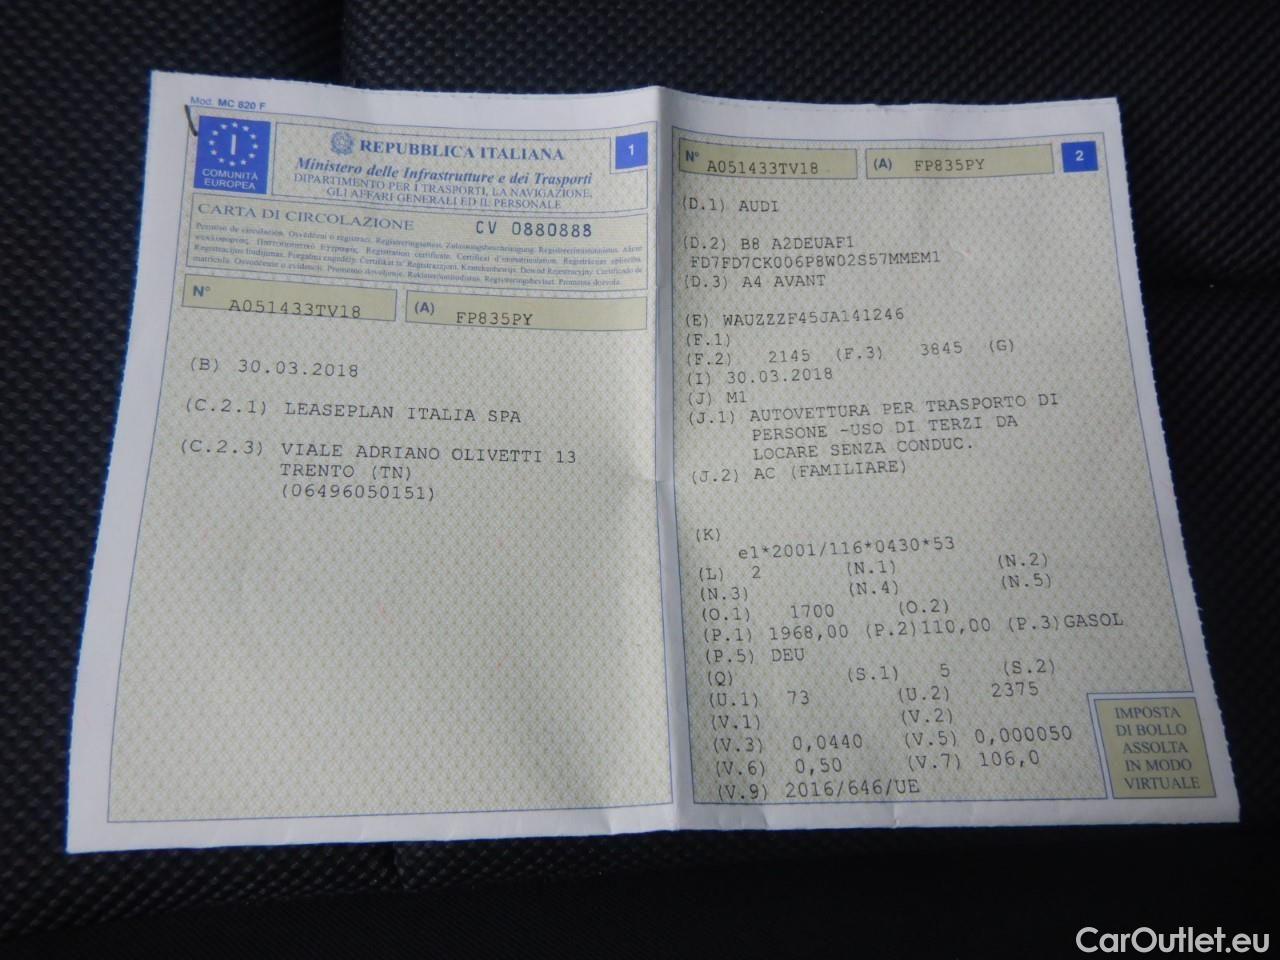 Mod. MC 820 F
I
COMUNITÀ
EUROPEA
REPUBBLICA ITALIANA
Ministero delle Infrastrutture e dei Trasporti
DIPARTIMENTO PER I TRASPORTI, LA NAVIGAZIONE,
GLI AFFARI GENERALI ED IL PERSONALE
1
CARTA DI CIRCOLAZIONE CV 0880888
N° A051433TV18 (A) FP835PY
(B) 30.03.2018
(C.2.1) LEASEPLAN ITALIA SPA
(C.2.3) VIALE ADRIANO OLIVETTI 13
TRENTO (TN)
(06496050151)
N° A051433TV18 (A) FP835PY
2
(D.1) AUDI
(D.2) B8 A2DEUAF1
FD7FD7CK006P8W02S57MMEM1
(D.3) A4 AVANT
(E) WAUZZZF45JA141246
(F.1)
(F.2) 2145 (F.3) 3845 (G)
(I) 30.03.2018
(J) M1
(J.1) AUTOVETTURA PER TRASPORTO DI
PERSONE -USO DI TERZI DA
LOCARE SENZA CONDUC.
(J.2) AC (FAMILIARE)
(K)
e1*2001/116*0430*53
(L) 2 (N.1) (N.2)
(N.3) (N.4) (N.5)
(O.1) 1700 (O.2)
(P.1) 1968,00 (P.2)110,00 (P.3)GASOL
(P.5) DEU
(Q) (S.1) 5 (S.2)
(U.1) 73 (U.2) 2375
(V.1) (V.2)
(V.3) 0,0440 (V.5) 0,000050
(V.6) 0,50 (V.7) 106,0
(V.9) 2016/646/UE
IMPOSTA
DI BOLLO
ASSOLTA
IN MODO
VIRTUALE
CarOutlet.eu